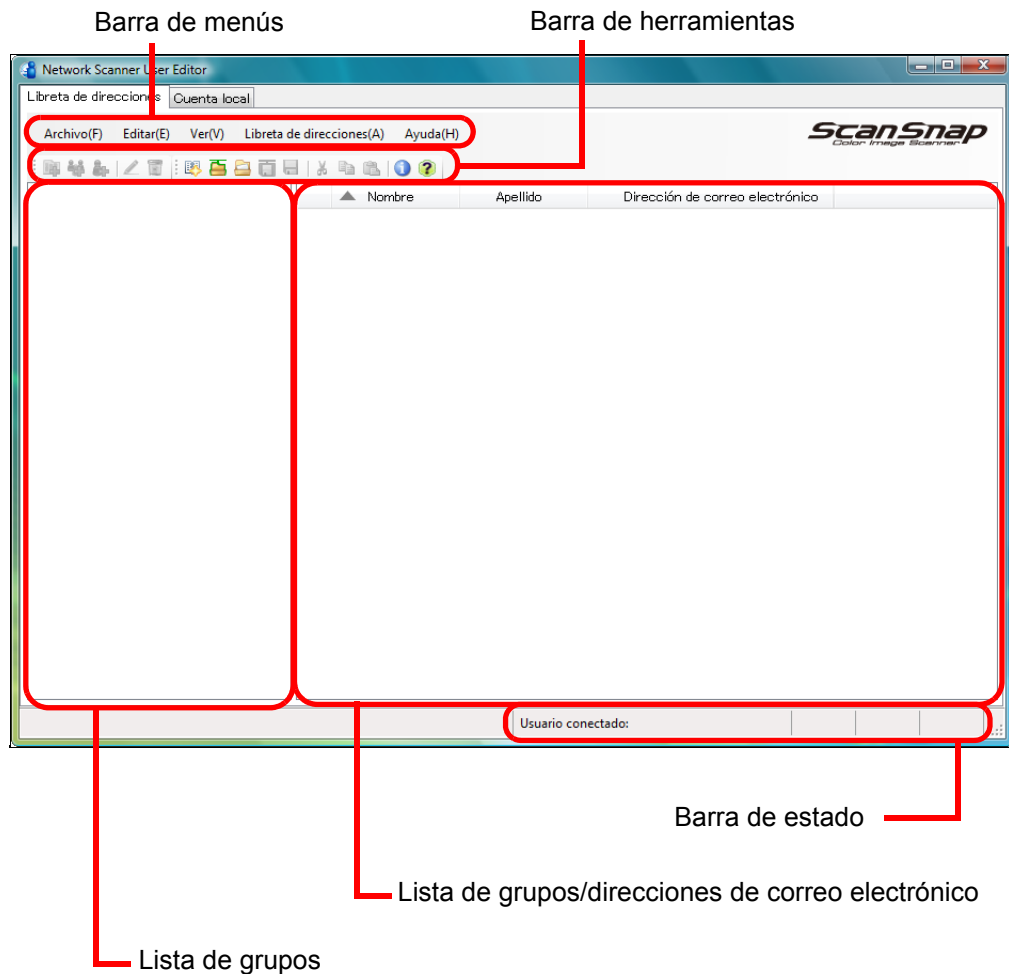 Barra de menús
Barra de herramientas
Network Scanner User Editor
Libreta de direcciones Cuenta local
Archivo(F) Editar(E) Ver(V) Libreta de direcciones(A) Ayuda(H)
ScanSnap
Color Image Scanner
Nombre Apellido Dirección de correo electrónico
Usuario conectado:
Barra de estado
Lista de grupos/direcciones de correo electrónico
Lista de grupos